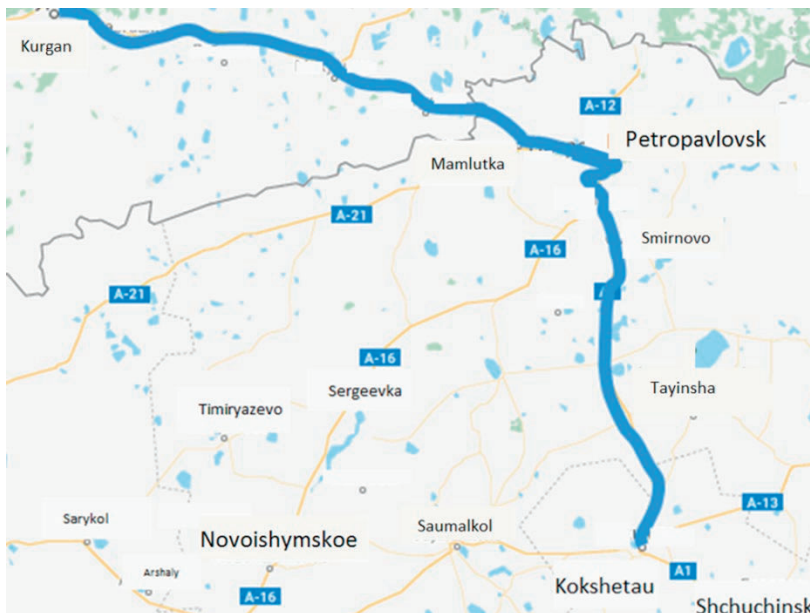 Kurgan
A-12
Petropavlovsk
Mamlutka
A-21
Smirnovo
A-16
A-21
A-16
Sergeevka
Tayinsha
Timiryazevo
A-13
Sarykol
Novoishymskoe
Saumalkol
Arshaly
A1
Kokshetau
A-16
Shchuchinsk